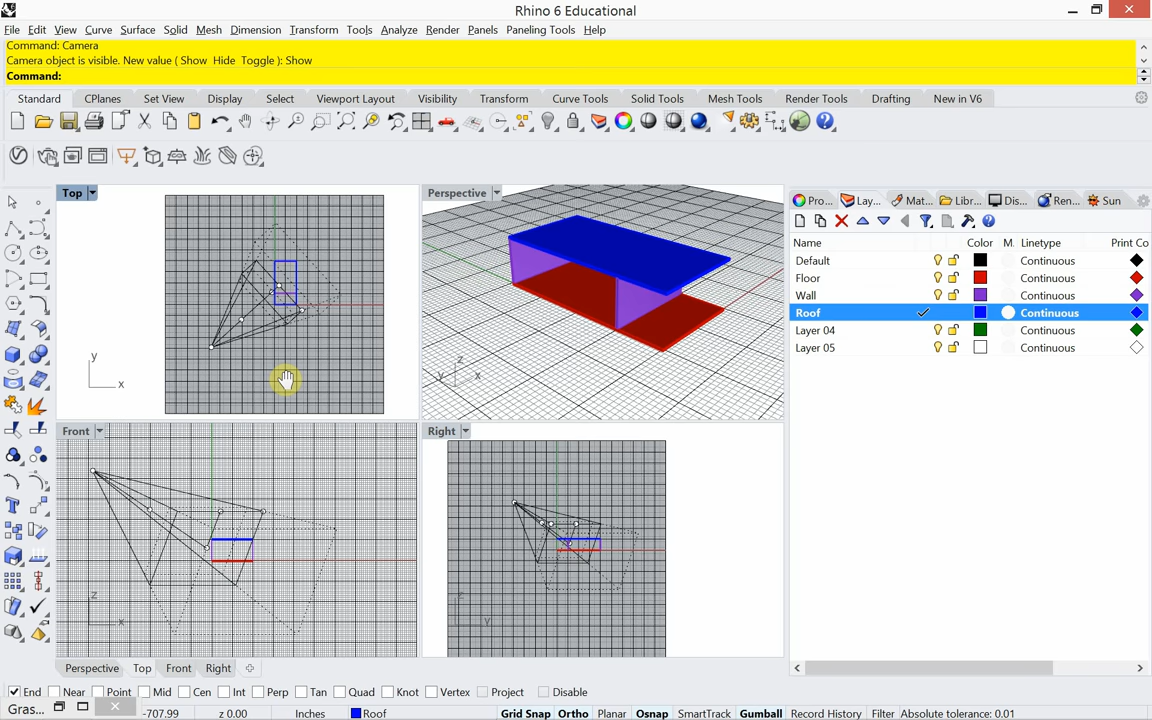 Rhino 6 Educational
File Edit View Curve Surface Solid Mesh Dimension Transform Tools Analyze Render Panels Paneling Tools Help
Command: Camera
Camera object is visible. New value ( Show Hide Toggle ): Show
Command:
Standard CPlanes Set View Display Select Viewport Layout Visibility Transform Curve Tools Solid Tools Mesh Tools Render Tools Drafting New in V6
Top Perspective
Pro... Lay... Mat... Libr... Dis... Ren... Sun
Name Color M. Linetype Print Co
Default Continuous
Floor Continuous
Wall Continuous
Roof Continuous
Layer 04 Continuous
Layer 05 Continuous
y x
z y x
Front Right
z x
z y
Perspective Top Front Right
End Near Point Mid Cen Int Perp Tan Quad Knot Vertex Project Disable
Gras... -707.99 z 0.00 Inches Roof Grid Snap Ortho Planar Osnap SmartTrack Gumball Record History Filter Absolute tolerance: 0.01